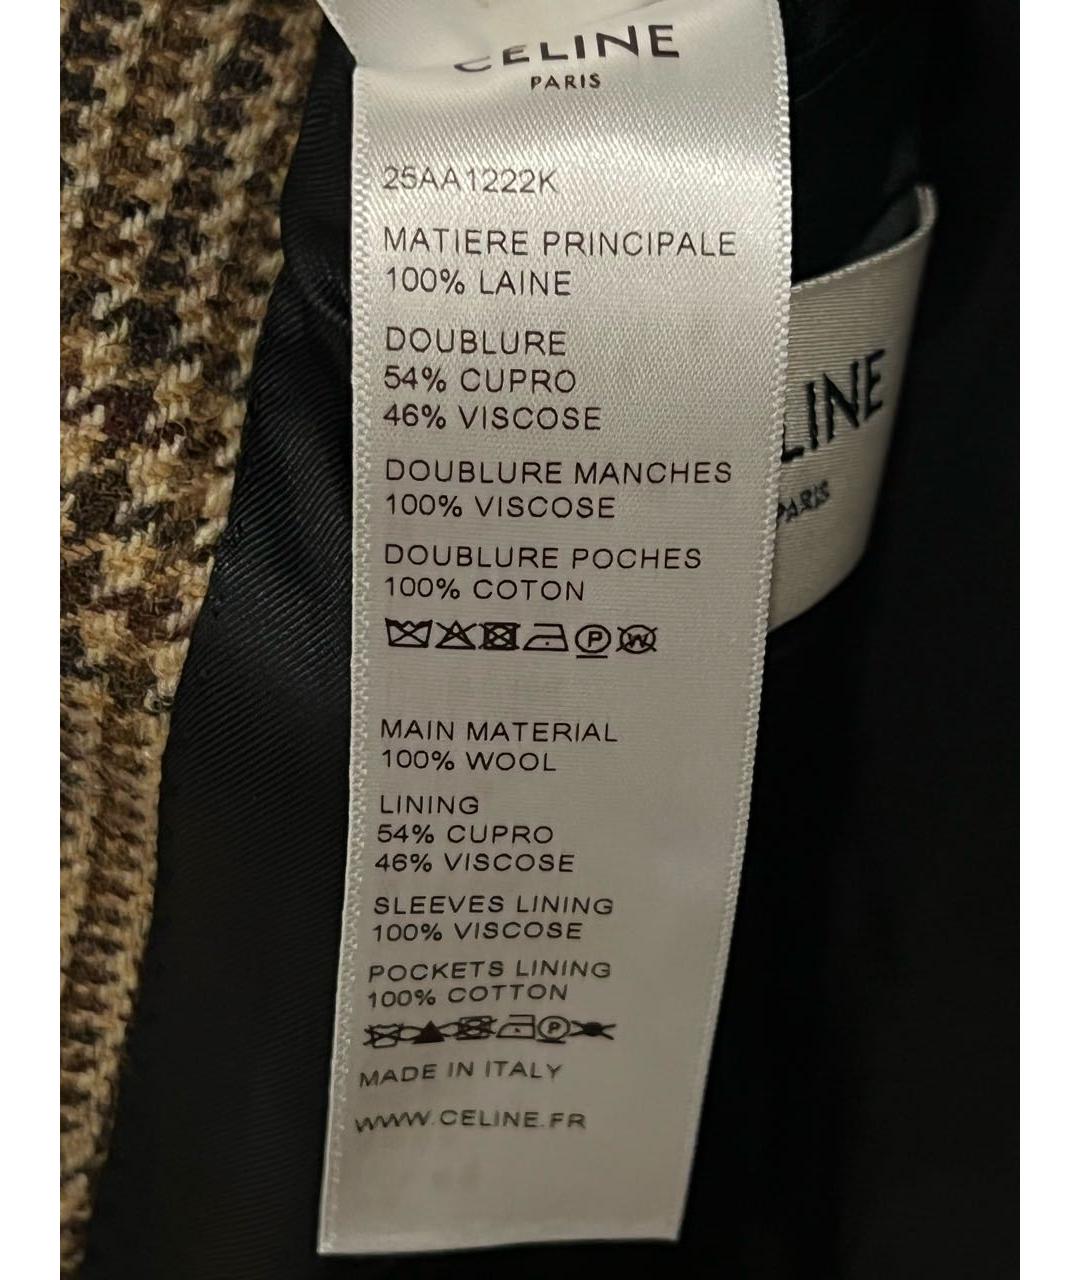 CELINE
PARIS
25AA1222K
MATIERE PRINCIPALE
100% LAINE
DOUBLURE
54% CUPRO
46% VISCOSE
DOUBLURE MANCHES
100% VISCOSE
DOUBLURE POCHES
100% COTON
P W
MAIN MATERIAL
100% WOOL
LINING
54% CUPRO
46% VISCOSE
SLEEVES LINING
100% VISCOSE
POCKETS LINING
100% COTTON
P
MADE IN ITALY
WWW.CELINE.FR
LINE
PARIS